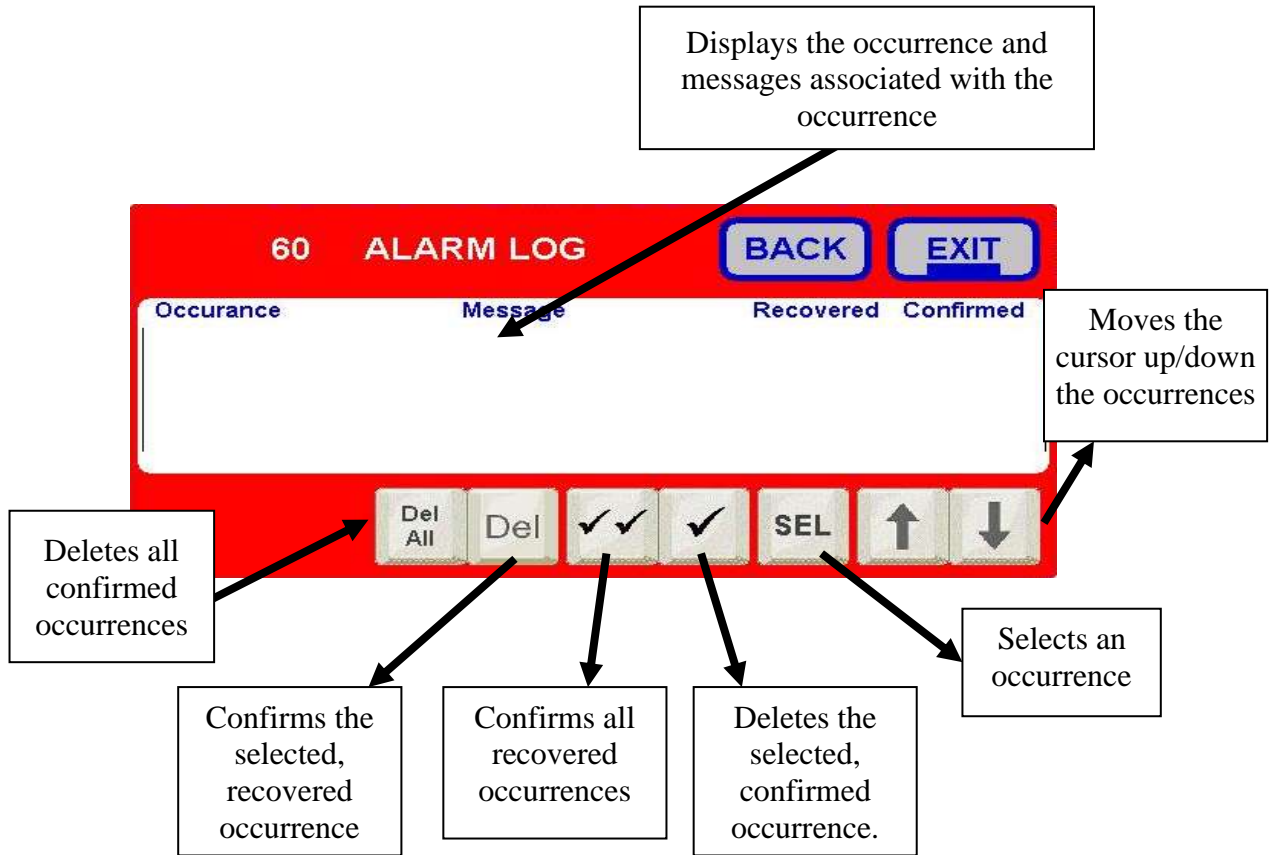 Displays the occurrence and
messages associated with the
occurrence
60 ALARM LOG BACK EXIT
Occurance Message Recovered Confirmed
Moves the
cursor up/down
the occurrences
Del
All
Del ✓✓ ✓ SEL ↑ ↓
Deletes all
confirmed
occurrences
Selects an
occurrence
Confirms the
selected,
recovered
occurrence
Confirms all
recovered
occurrences
Deletes the
selected,
confirmed
occurrence.